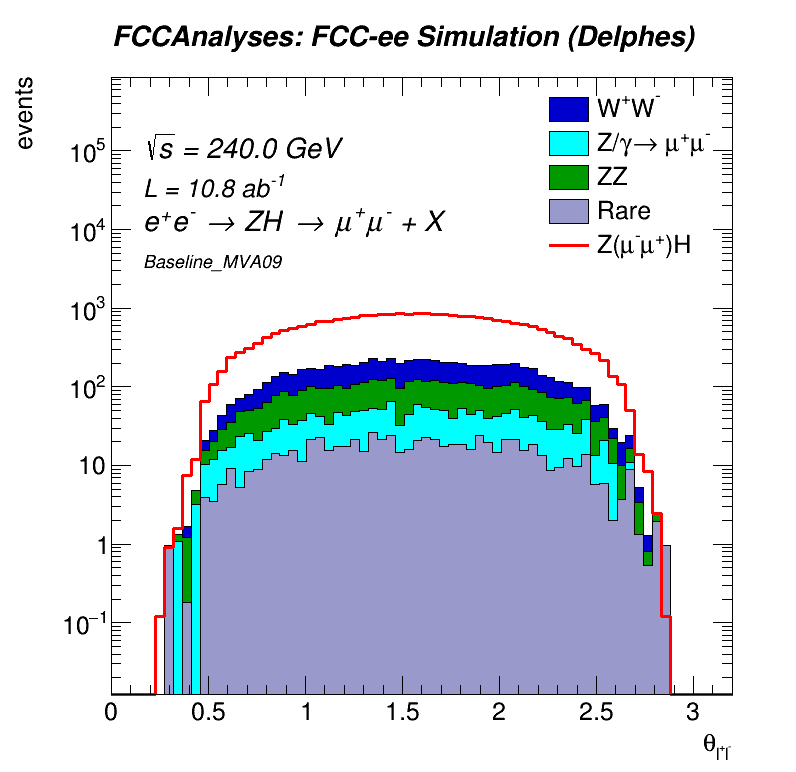 FCCAnalyses: FCC-ee Simulation (Delphes)
events
√s = 240.0 GeV
L = 10.8 ab⁻¹
e⁺e⁻ → ZH → μ⁺μ⁻ + X
Baseline_MVA09
W⁺W⁻
Z/γ→ μ⁺μ⁻
ZZ
Rare
Z(μ⁻μ⁺)H
10⁵
10⁴
10³
10²
10
1
10⁻¹
0 0.5 1 1.5 2 2.5 3
θ_l⁺l⁻